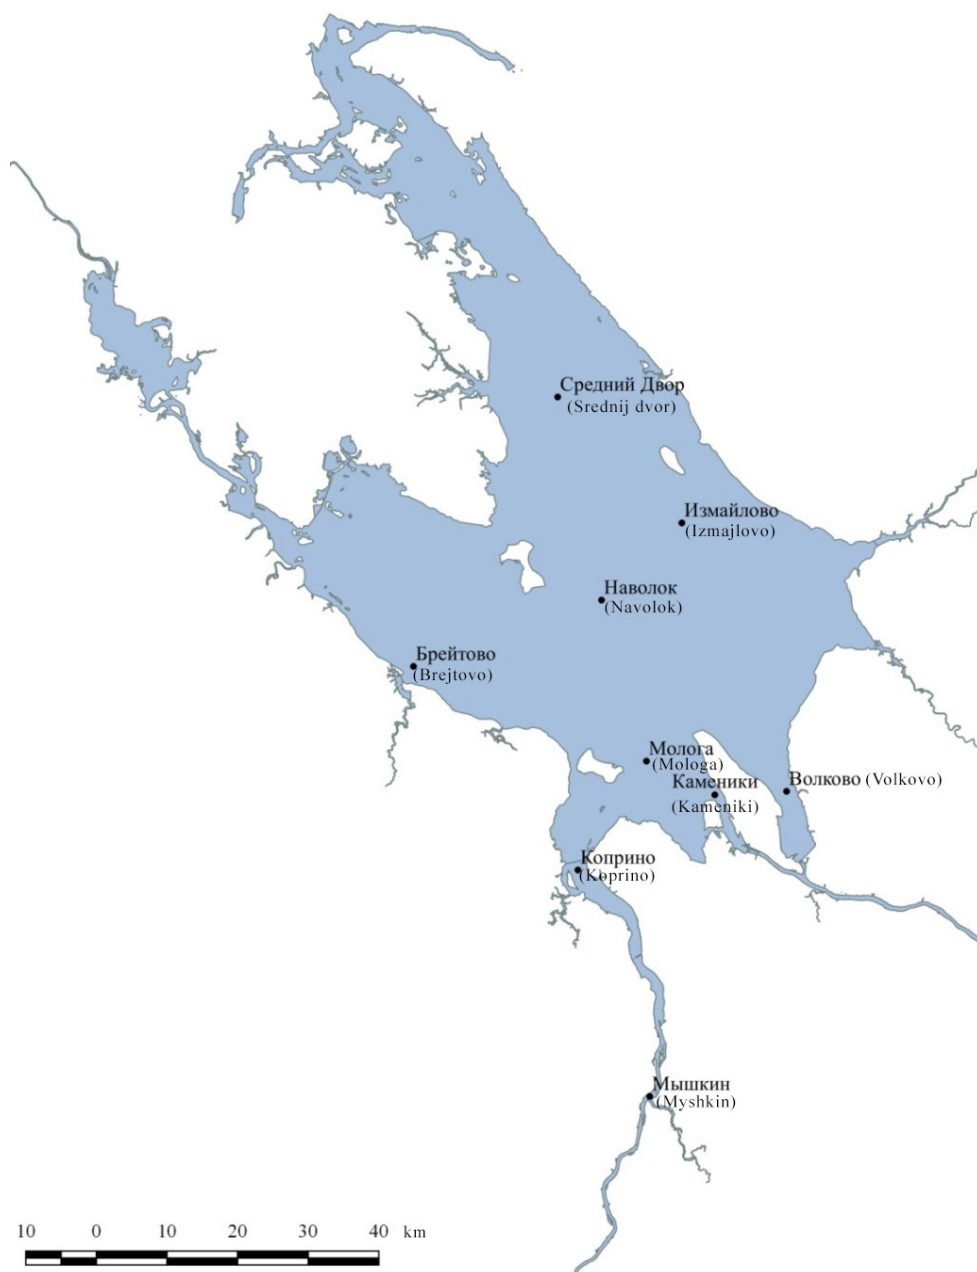 Средний Двор
(Srednij dvor)
Измайлово
(Izmajlovo)
Наволок
(Navolok)
Брейтово
(Brejtovo)
Молога
(Mologa)
Каменики
(Kameniki)
Волково (Volkovo)
Коприно
(Koprino)
Мышкин
(Myshkin)
10 0 10 20 30 40 km